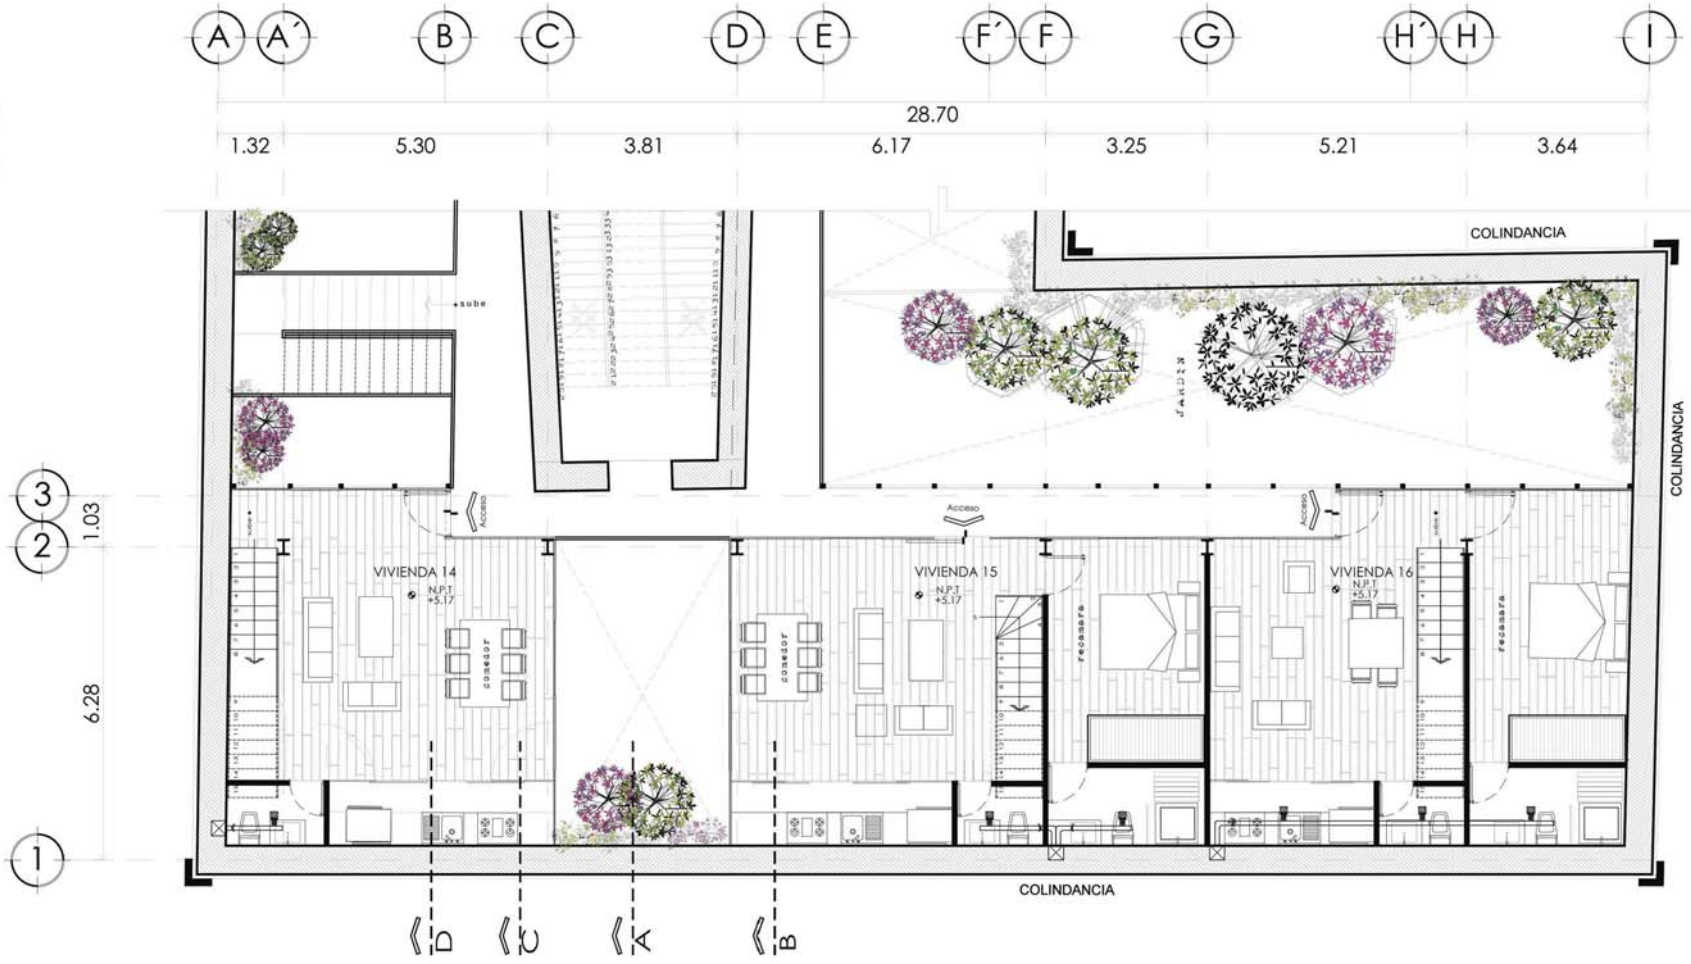 A A´ B C D E F´ F G H´ H I
28.70
1.32 5.30 3.81 6.17 3.25 5.21 3.64
COLINDANCIA
sube
JARDIN
COLINDANCIA
3
1.03
2
Acceso
Acceso
Acceso
sube
sube
VIVIENDA 14
N.P.T
+5.17
VIVIENDA 15
N.P.T
+5.17
VIVIENDA 16
N.P.T
+5.17
comedor
comedor
recamara
recamara
6.28
1
COLINDANCIA
D C A B